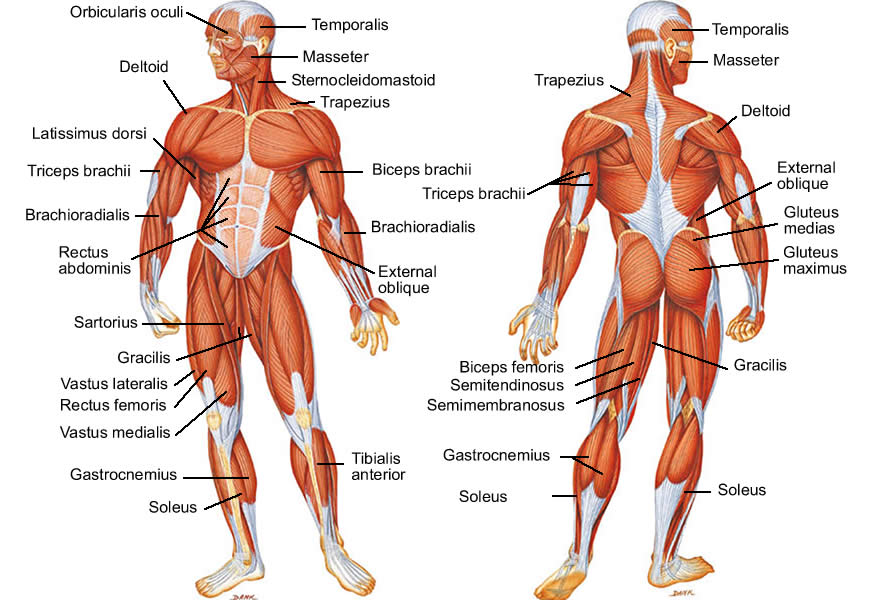 Orbicularis oculi
Temporalis
Masseter
Deltoid
Sternocleidomastoid
Trapezius
Latissimus dorsi
Triceps brachii
Biceps brachii
Brachioradialis
Brachioradialis
Rectus
abdominis
External
oblique
Sartorius
Gracilis
Vastus lateralis
Rectus femoris
Vastus medialis
Tibialis
anterior
Gastrocnemius
Soleus
DANK
Temporalis
Masseter
Trapezius
Deltoid
External
oblique
Triceps brachii
Gluteus
medias
Gluteus
maximus
Biceps femoris
Gracilis
Semitendinosus
Semimembranosus
Gastrocnemius
Soleus
Soleus
DANK